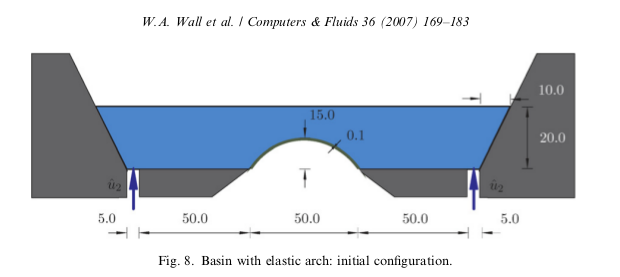 W.A. Wall et al. / Computers & Fluids 36 (2007) 169–183
10.0
15.0
0.1
20.0
û₂
û₂
5.0 50.0 50.0 50.0 5.0
Fig. 8. Basin with elastic arch: initial configuration.